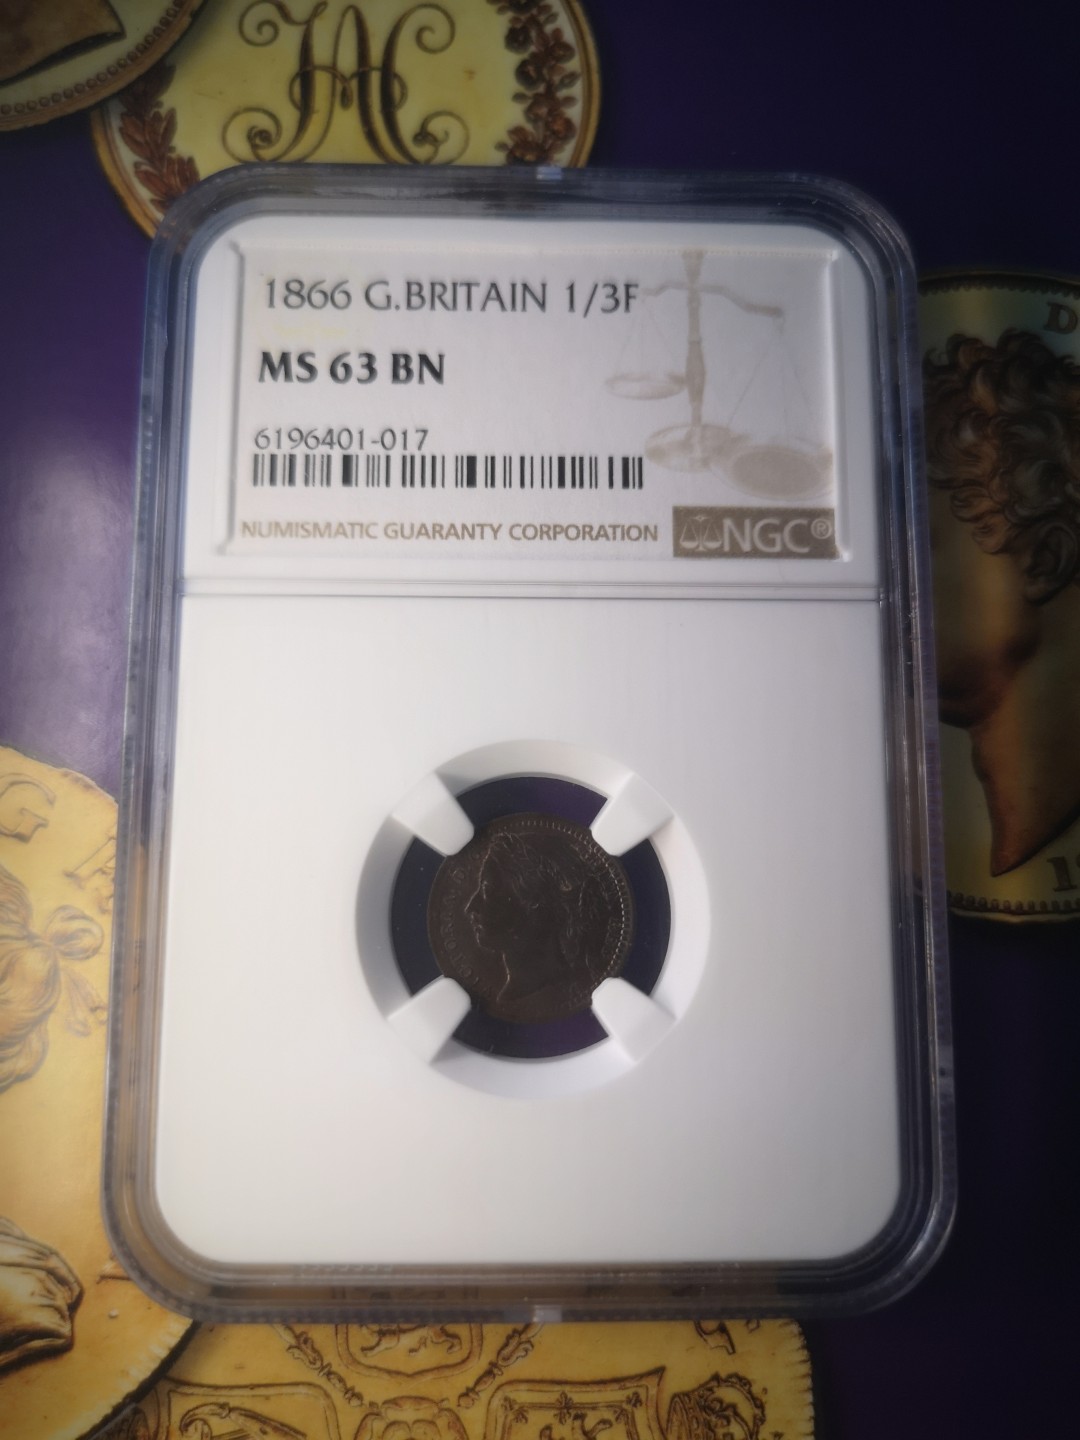 1866 G.BRITAIN 1/3F
MS 63 BN
6196401-017
NUMISMATIC GUARANTY CORPORATION
NGC®